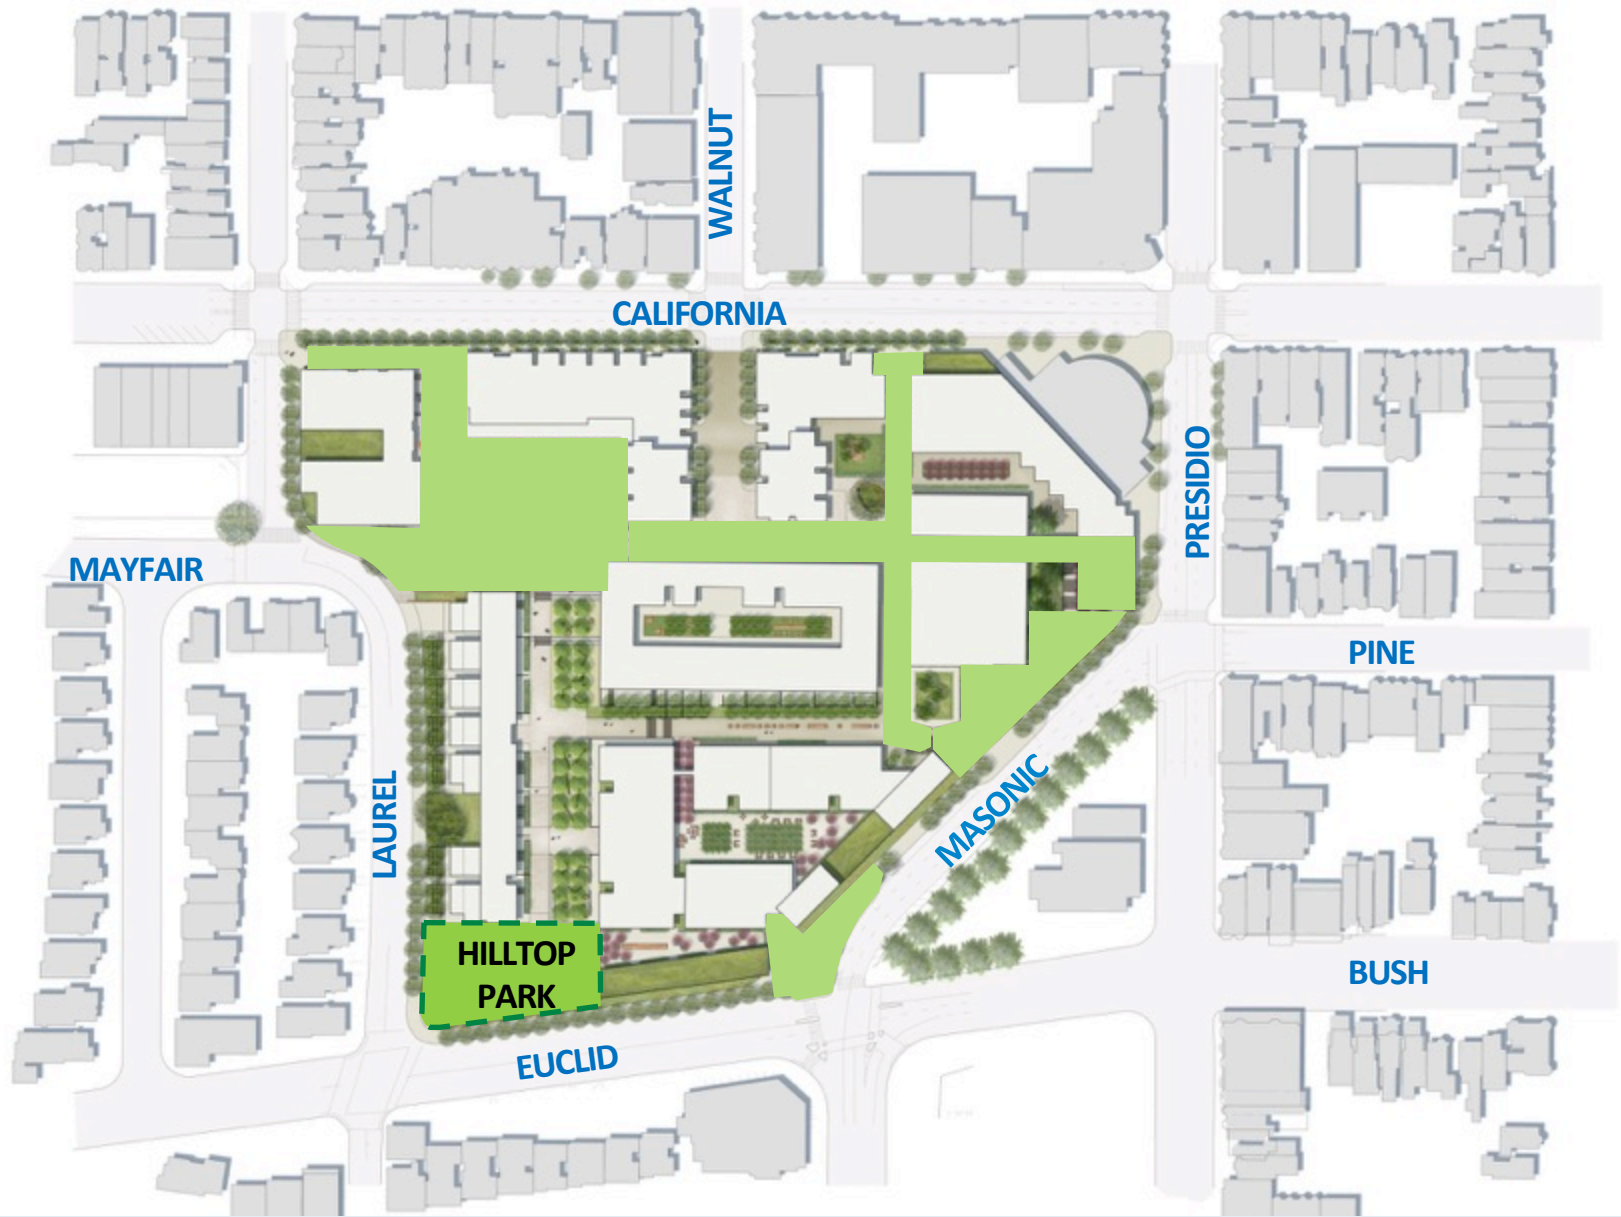 WALNUT
CALIFORNIA
PRESIDIO
MAYFAIR
PINE
LAUREL
MASONIC
HILLTOP
PARK
BUSH
EUCLID